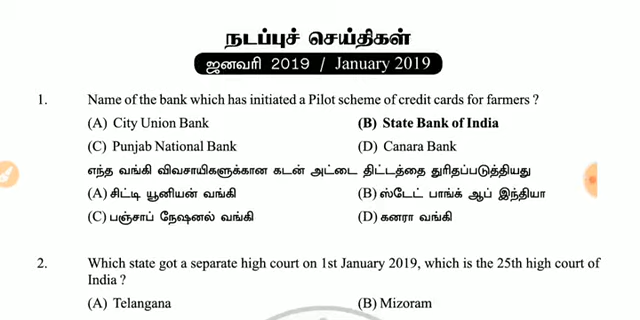 நடப்புச் செய்திகள்
ஜனவரி 2019 / January 2019
1. Name of the bank which has initiated a Pilot scheme of credit cards for farmers ?
(A) City Union Bank (B) State Bank of India
(C) Punjab National Bank (D) Canara Bank
எந்த வங்கி விவசாயிகளுக்கான கடன் அட்டை திட்டத்தை துரிதப்படுத்தியது
(A) சிட்டி யூனியன் வங்கி (B) ஸ்டேட் பாங்க் ஆப் இந்தியா
(C) பஞ்சாப் நேஷனல் வங்கி (D) கனரா வங்கி
2. Which state got a separate high court on 1st January 2019, which is the 25th high court of
India ?
(A) Telangana (B) Mizoram